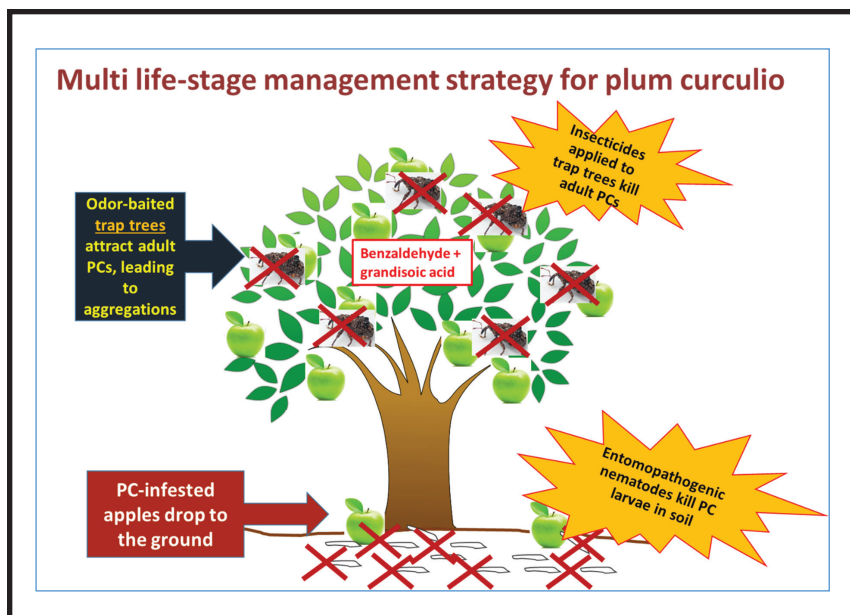 Multi life-stage management strategy for plum curculio
Insecticides
applied to
trap trees kill
adult PCs
Odor-baited
trap trees
attract adult
PCs, leading
to
aggregations
Benzaldehyde +
grandisoic acid
PC-infested
apples drop to
the ground
Entomopathogenic
nematodes kill PC
larvae in soil